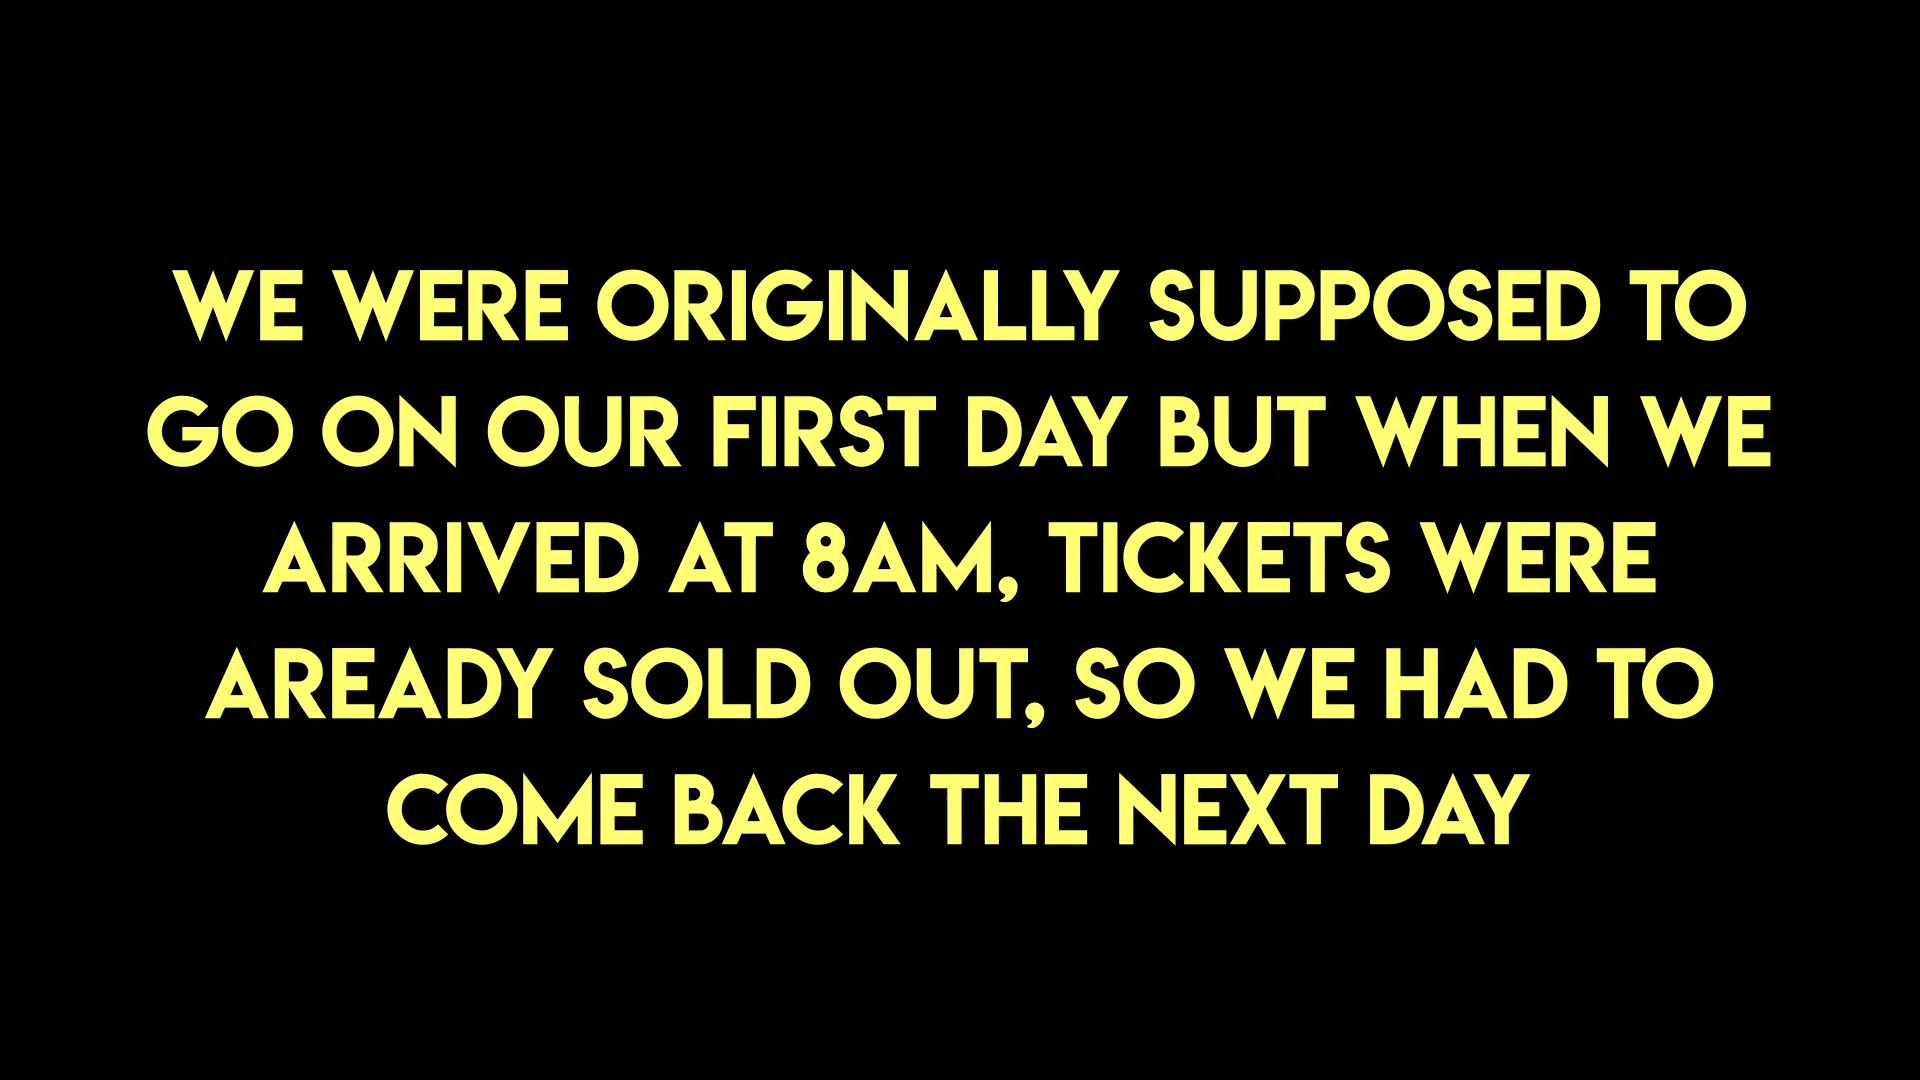 WE WERE ORIGINALLY SUPPOSED TO
GO ON OUR FIRST DAY BUT WHEN WE
ARRIVED AT 8AM, TICKETS WERE
AREADY SOLD OUT, SO WE HAD TO
COME BACK THE NEXT DAY